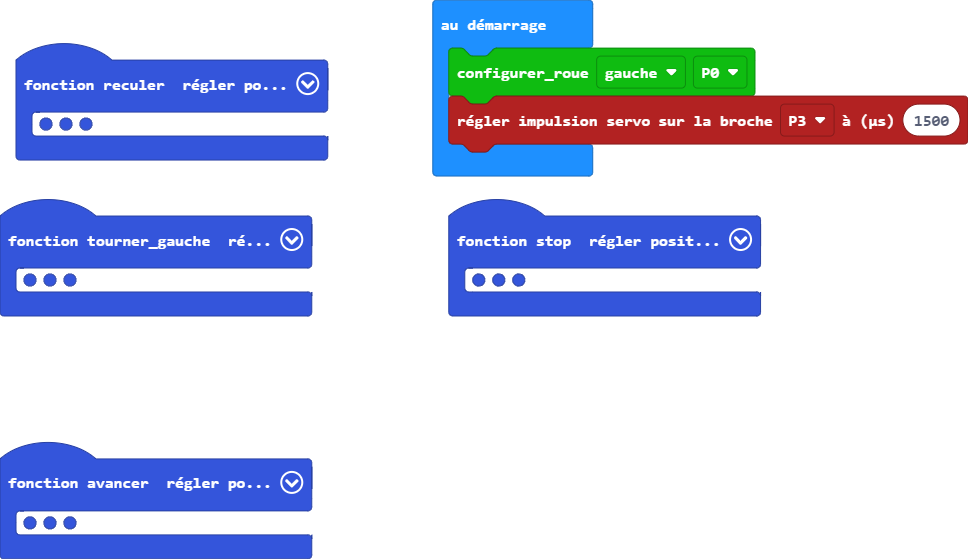 au démarrage
configurer_roue gauche P0
régler impulsion servo sur la broche P3 à (µs) 1500
fonction reculer régler po...
fonction tourner_gauche ré...
fonction stop régler posit...
fonction avancer régler po...